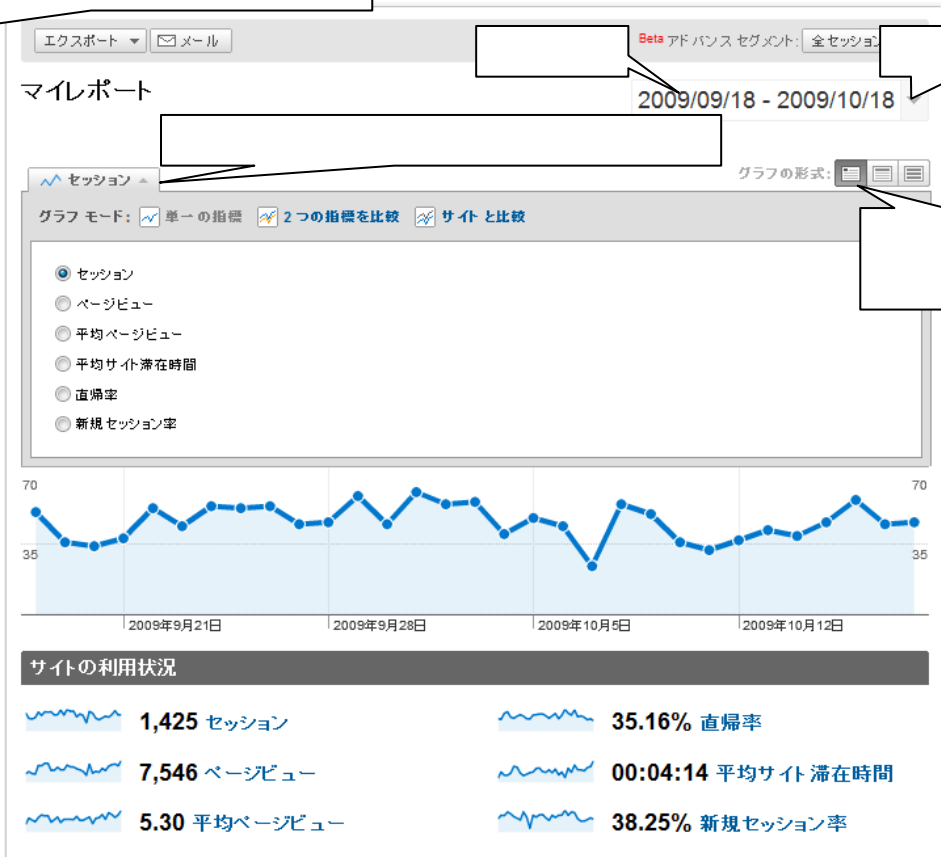 エクスポート メール Beta アドバンス セグメント: 全セッション
マイレポート
2009/09/18 - 2009/10/18
セッション グラフの形式:
グラフ モード: 単一の指標 2 つの指標を比較 サイト と比較
セッション
ページビュー
平均ページビュー
平均サイト滞在時間
直帰率
新規セッション率
70 70
35 35
2009年9月21日 2009年9月28日 2009年10月5日 2009年10月12日
サイトの利用状況
1,425 セッション 35.16% 直帰率
7,546 ページビュー 00:04:14 平均サイト滞在時間
5.30 平均ページビュー 38.25% 新規セッション率